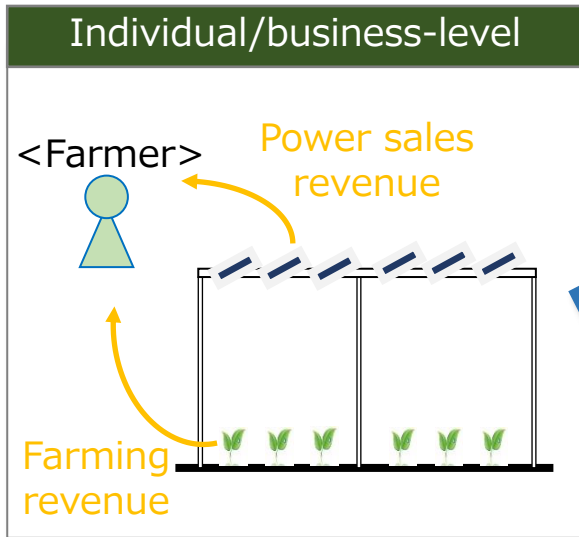 Individual/business-level
<Farmer>
Power sales
revenue
Farming
revenue